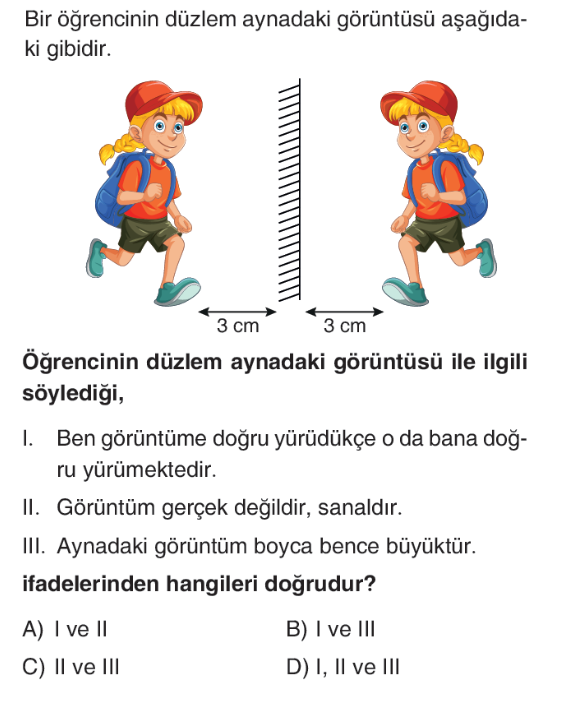 Bir öğrencinin düzlem aynadaki görüntüsü aşağıda-
ki gibidir.
3 cm 3 cm
Öğrencinin düzlem aynadaki görüntüsü ile ilgili
söylediği,
I. Ben görüntüme doğru yürüdükçe o da bana doğ-
ru yürümektedir.
II. Görüntüm gerçek değildir, sanaldır.
III. Aynadaki görüntüm boyca bence büyüktür.
ifadelerinden hangileri doğrudur?
A) I ve II B) I ve III
C) II ve III D) I, II ve III